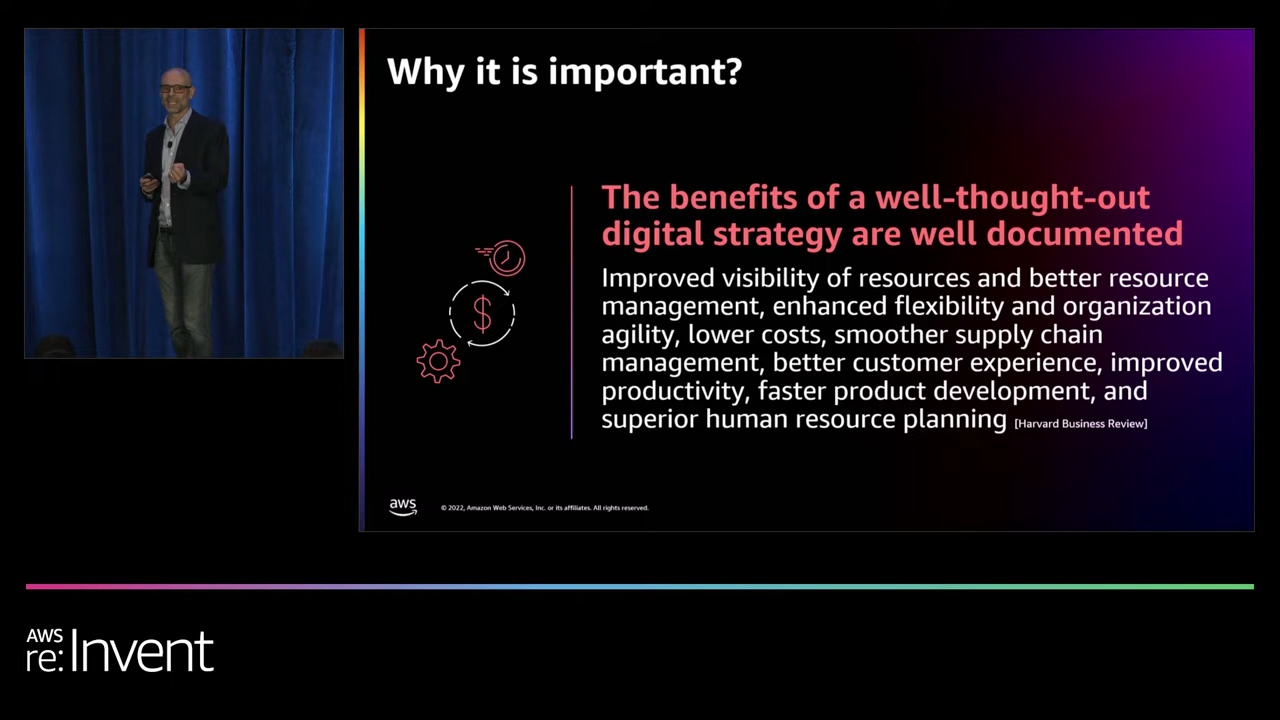 Why it is important?
The benefits of a well-thought-out
digital strategy are well documented
Improved visibility of resources and better resource
management, enhanced flexibility and organization
agility, lower costs, smoother supply chain
management, better customer experience, improved
productivity, faster product development, and
superior human resource planning [Harvard Business Review]
aws
© 2022, Amazon Web Services, Inc. or its affiliates. All rights reserved.
AWS
re:Invent